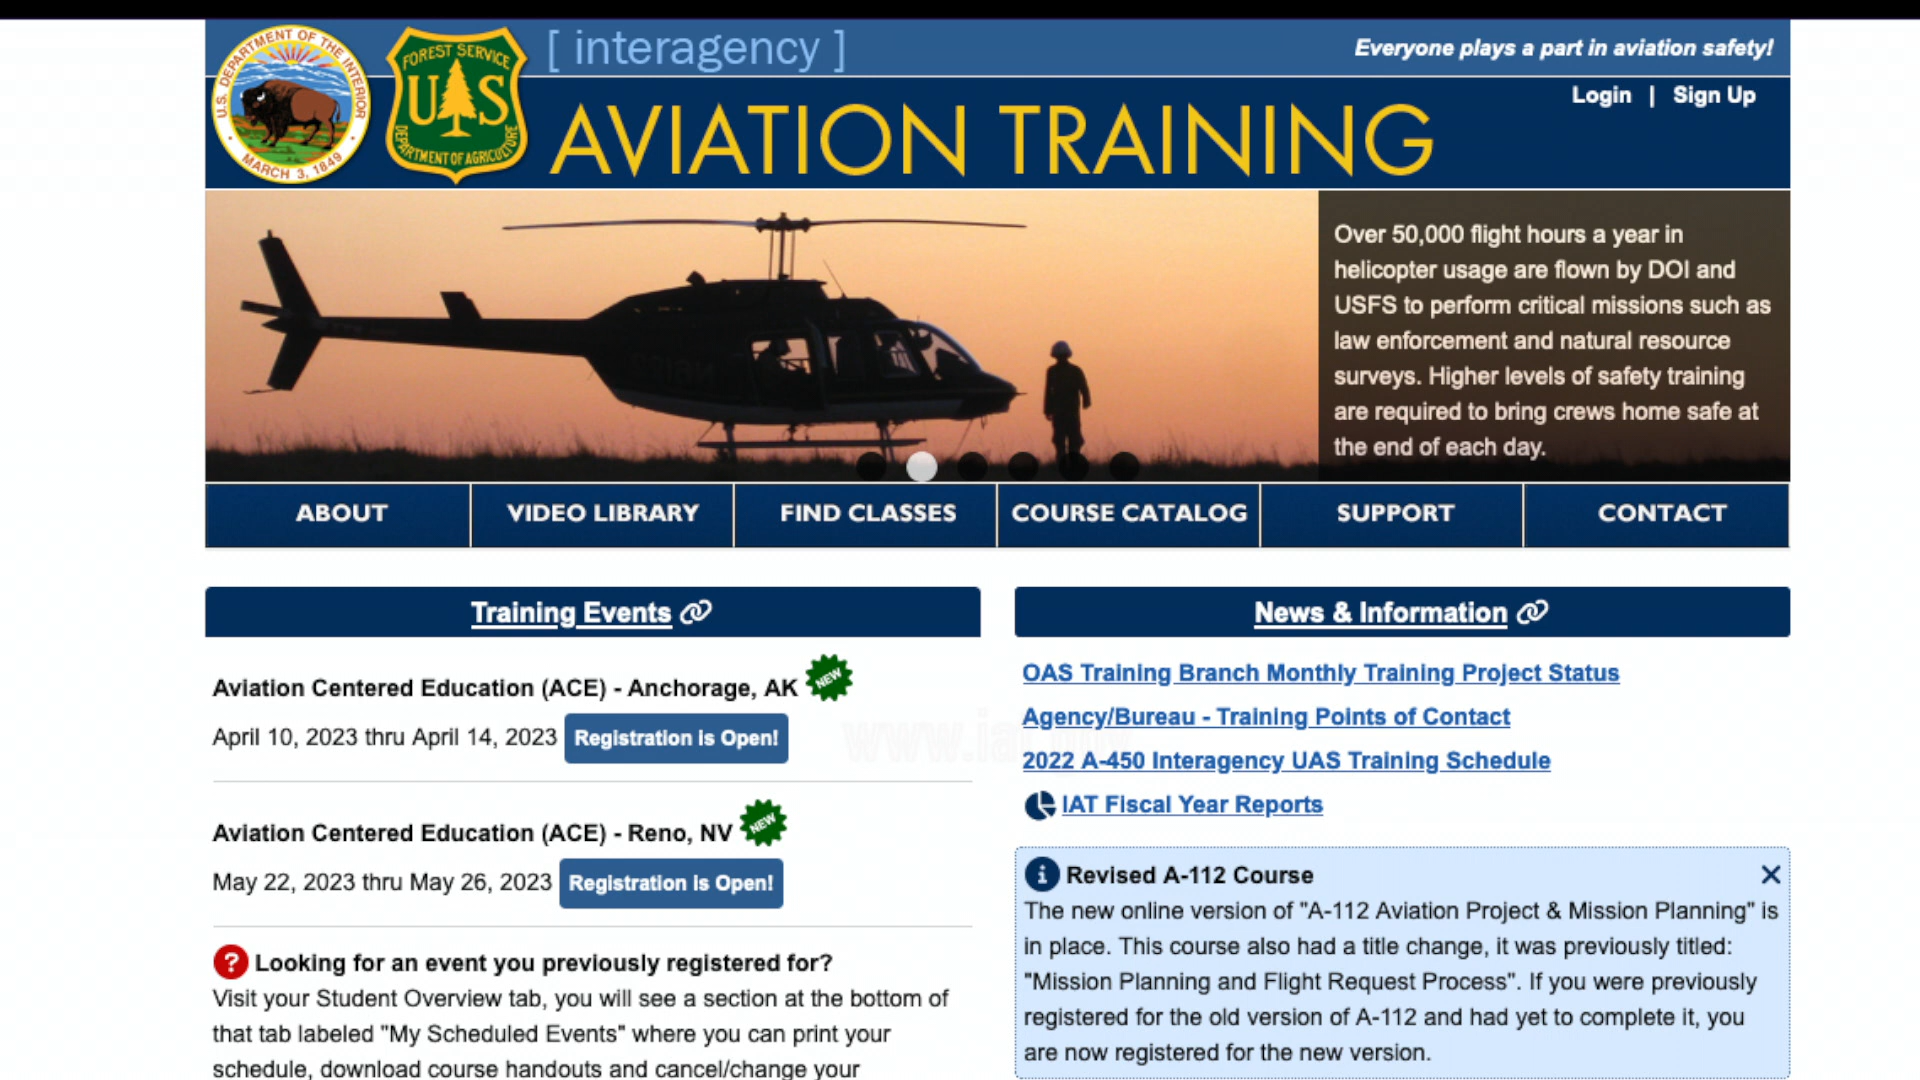 U.S. DEPARTMENT OF THE INTERIOR
MARCH 3, 1849
FOREST SERVICE
U S
DEPARTMENT OF AGRICULTURE
[ interagency ]
Everyone plays a part in aviation safety!
Login | Sign Up
AVIATION TRAINING
Over 50,000 flight hours a year in
helicopter usage are flown by DOI and
USFS to perform critical missions such as
law enforcement and natural resource
surveys. Higher levels of safety training
are required to bring crews home safe at
the end of each day.
ABOUT
VIDEO LIBRARY
FIND CLASSES
COURSE CATALOG
SUPPORT
CONTACT
Training Events
Aviation Centered Education (ACE) - Anchorage, AK NEW
April 10, 2023 thru April 14, 2023 Registration is Open!
Aviation Centered Education (ACE) - Reno, NV NEW
May 22, 2023 thru May 26, 2023 Registration is Open!
? Looking for an event you previously registered for?
Visit your Student Overview tab, you will see a section at the bottom of
that tab labeled "My Scheduled Events" where you can print your
schedule, download course handouts and cancel/change your
News & Information
OAS Training Branch Monthly Training Project Status
Agency/Bureau - Training Points of Contact
2022 A-450 Interagency UAS Training Schedule
IAT Fiscal Year Reports
Revised A-112 Course
The new online version of "A-112 Aviation Project & Mission Planning" is
in place. This course also had a title change, it was previously titled:
"Mission Planning and Flight Request Process". If you were previously
registered for the old version of A-112 and had yet to complete it, you
are now registered for the new version.